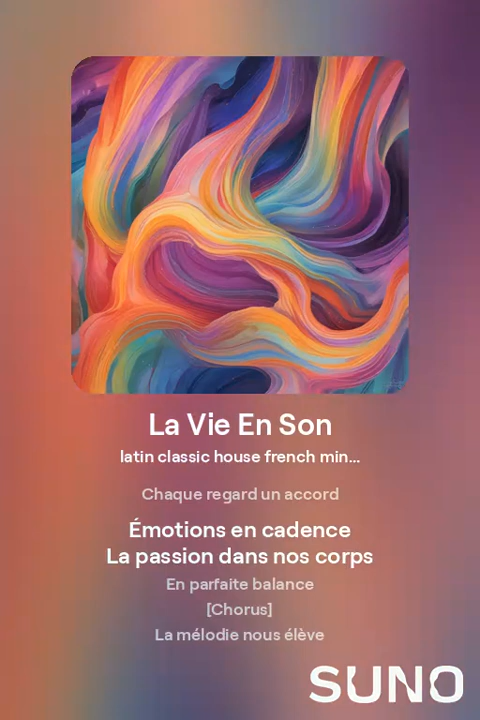 La Vie En Son
latin classic house french min...
Chaque regard un accord
Émotions en cadence
La passion dans nos corps
En parfaite balance
[Chorus]
La mélodie nous élève
SUNO